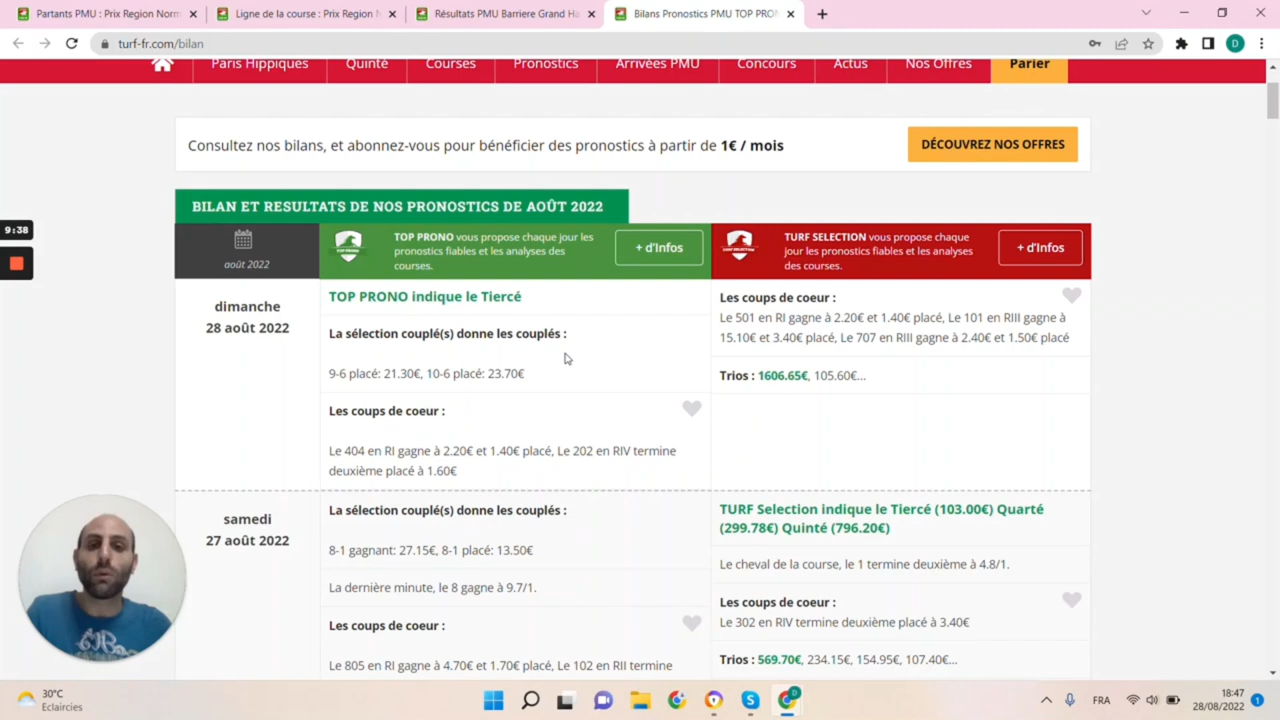 Partants PMU : Prix Region Norm
Ligne de la course : Prix Region N
Résultats PMU Barriere Grand Ha
Bilans Pronostics PMU TOP PRO
turf-fr.com/bilan
D
Paris Hippiques
Quinté
Courses
Pronostics
Arrivées PMU
Concours
Actus
Nos Offres
Parier
Consultez nos bilans, et abonnez-vous pour bénéficier des pronostics à partir de 1€ / mois
DÉCOUVREZ NOS OFFRES
BILAN ET RESULTATS DE NOS PRONOSTICS DE AOÛT 2022
9:38
août 2022
TOP PRONO
TOP PRONO vous propose chaque jour les
pronostics fiables et les analyses des
courses.
+ d'Infos
TURF SELECTION
TURF SELECTION vous propose chaque
jour les pronostics fiables et les analyses
des courses.
+ d'Infos
dimanche
28 août 2022
TOP PRONO indique le Tiercé
La sélection couplé(s) donne les couplés :
9-6 placé: 21.30€, 10-6 placé: 23.70€
Les coups de coeur :
Le 404 en RI gagne à 2.20€ et 1.40€ placé, Le 202 en RIV termine
deuxième placé à 1.60€
Les coups de coeur :
Le 501 en RI gagne à 2.20€ et 1.40€ placé, Le 101 en RIII gagne à
15.10€ et 3.40€ placé, Le 707 en RIII gagne à 2.40€ et 1.50€ placé
Trios : 1606.65€, 105.60€...
samedi
27 août 2022
La sélection couplé(s) donne les couplés :
8-1 gagnant: 27.15€, 8-1 placé: 13.50€
La dernière minute, le 8 gagne à 9.7/1.
Les coups de coeur :
Le 805 en RI gagne à 4.70€ et 1.70€ placé, Le 102 en RII termine
TURF Selection indique le Tiercé (103.00€) Quarté
(299.78€) Quinté (796.20€)
Le cheval de la course, le 1 termine deuxième à 4.8/1.
Les coups de coeur :
Le 302 en RIV termine deuxième placé à 3.40€
Trios : 569.70€, 234.15€, 154.95€, 107.40€...
30°C
Eclaircies
FRA
18:47
28/08/2022
1